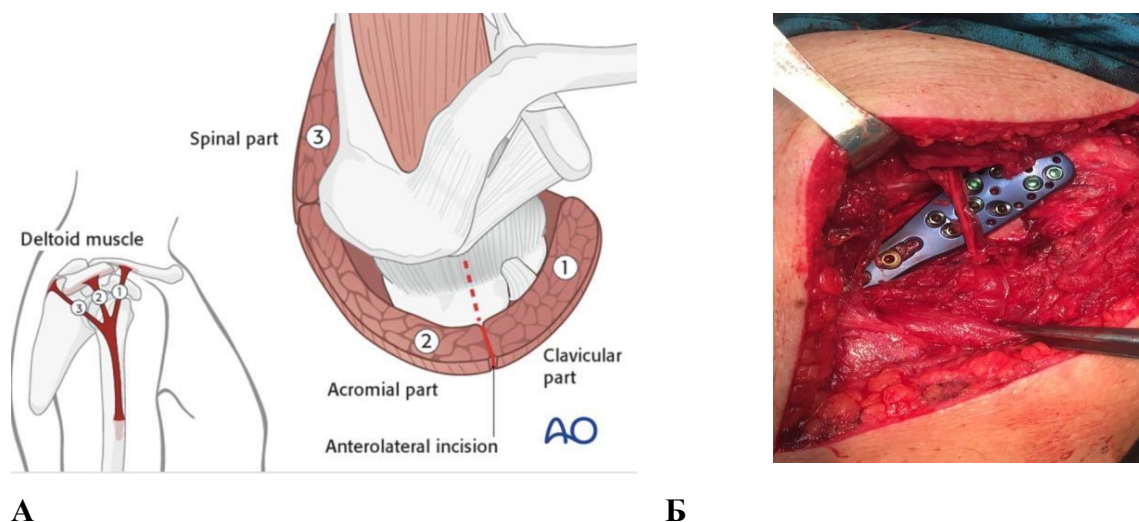 Spinal part
3
Deltoid muscle
1
2
3
1
2
Clavicular
part
Acromial part
Anterolateral incision
AO
А
Б